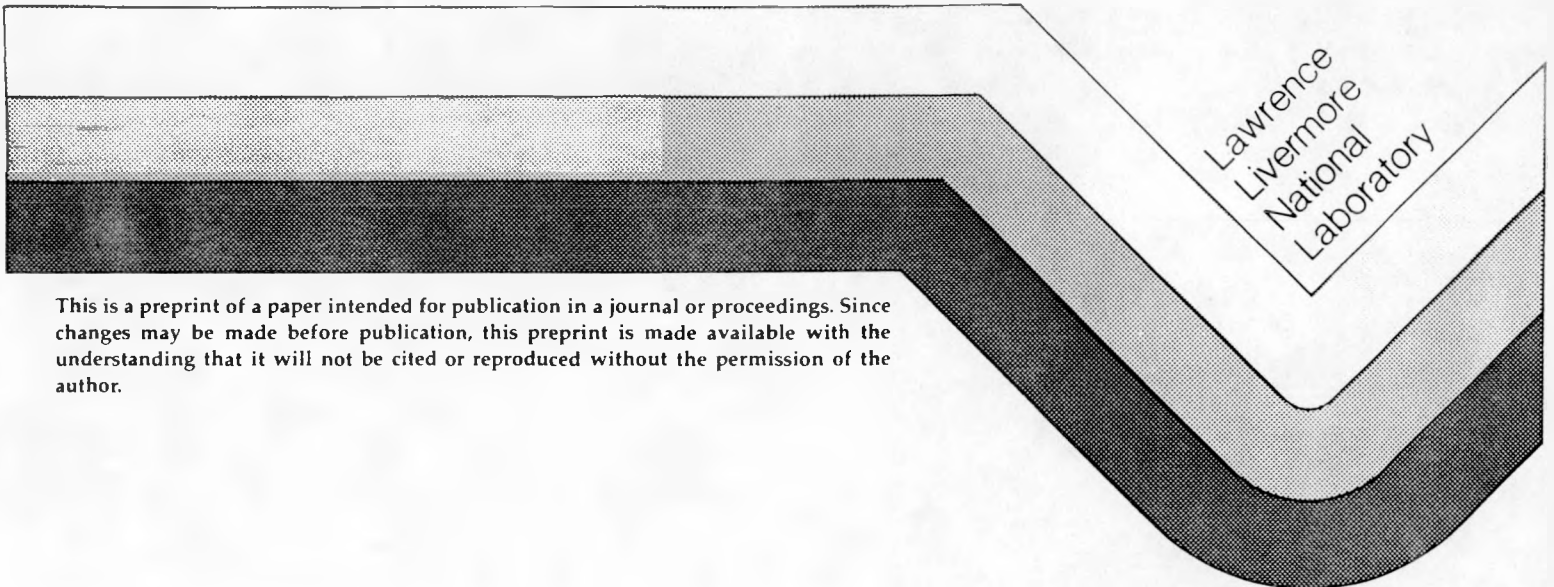 Lawrence
Livermore
National
Laboratory
This is a preprint of a paper intended for publication in a journal or proceedings. Since
changes may be made before publication, this preprint is made available with the
understanding that it will not be cited or reproduced without the permission of the
author.